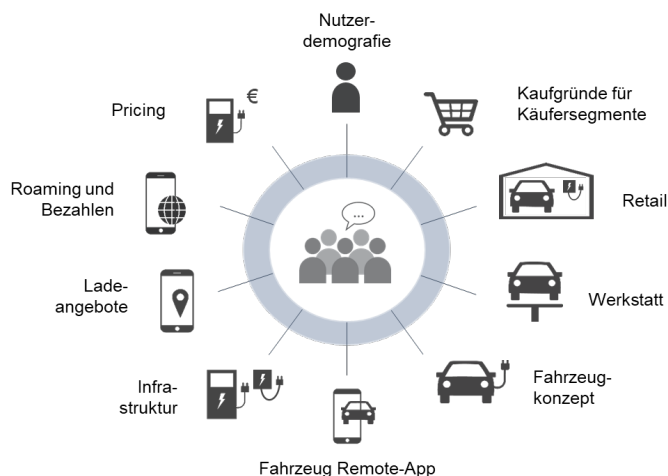 Nutzer-
demografie
Kaufgründe für
Käufersegmente
Retail
Werkstatt
Fahrzeug-
konzept
Fahrzeug Remote-App
Infra-
struktur
Lade-
angebote
Roaming und
Bezahlen
Pricing
€
...